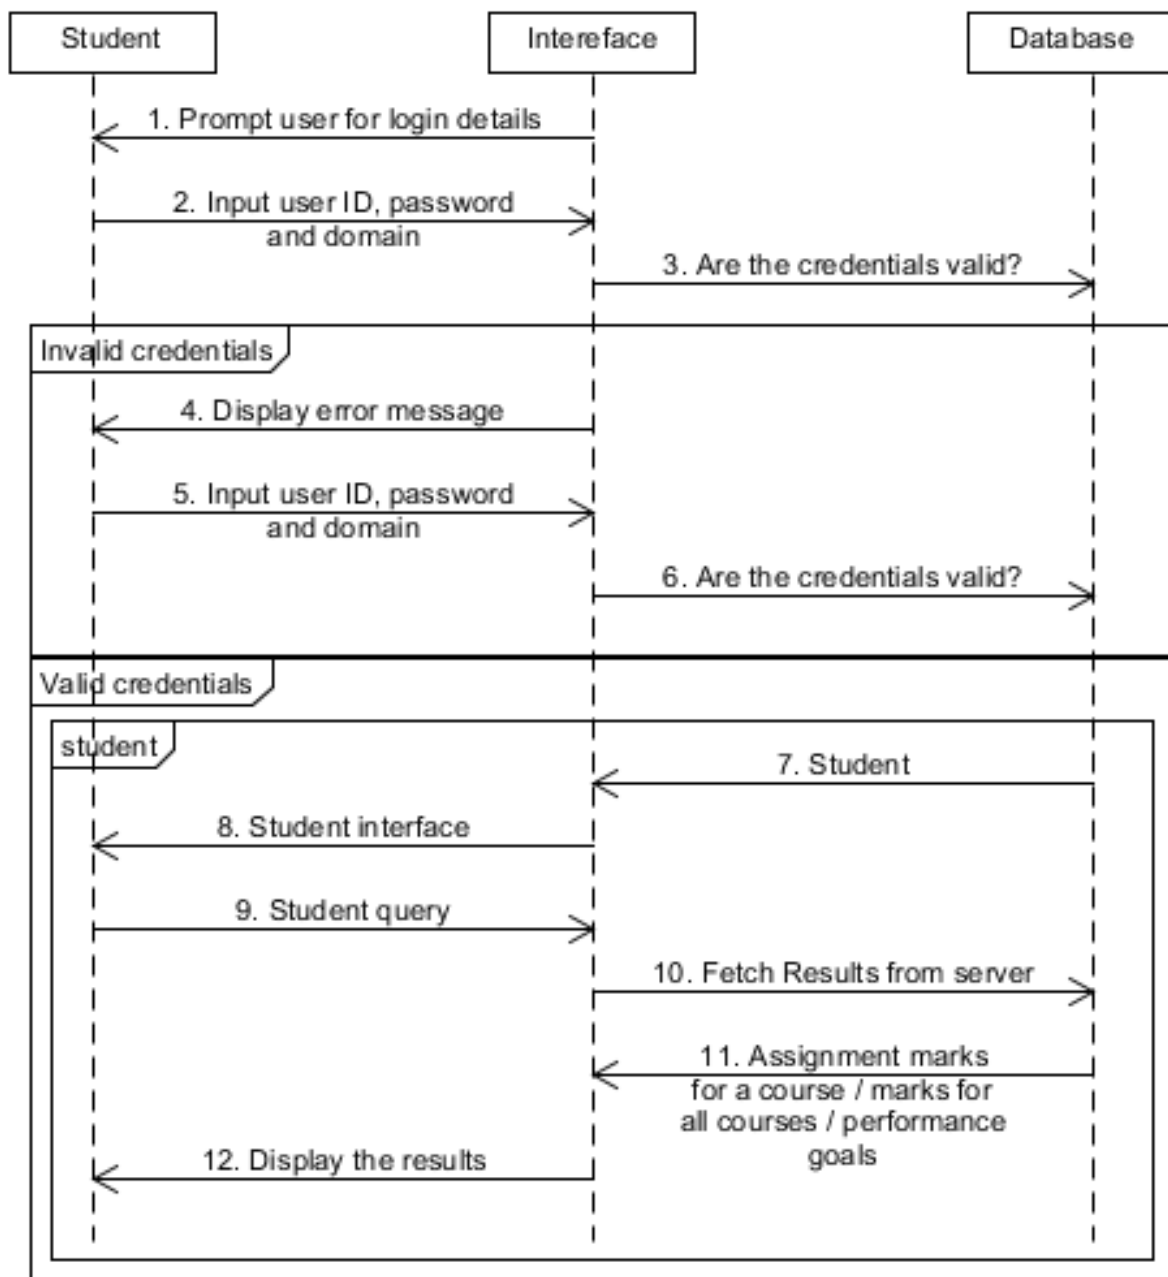 Student
Intereface
Database
1. Prompt user for login details
2. Input user ID, password
and domain
3. Are the credentials valid?
Invalid credentials
4. Display error message
5. Input user ID, password
and domain
6. Are the credentials valid?
Valid credentials
student
7. Student
8. Student interface
9. Student query
10. Fetch Results from server
11. Assignment marks
for a course / marks for
all courses / performance
goals
12. Display the results